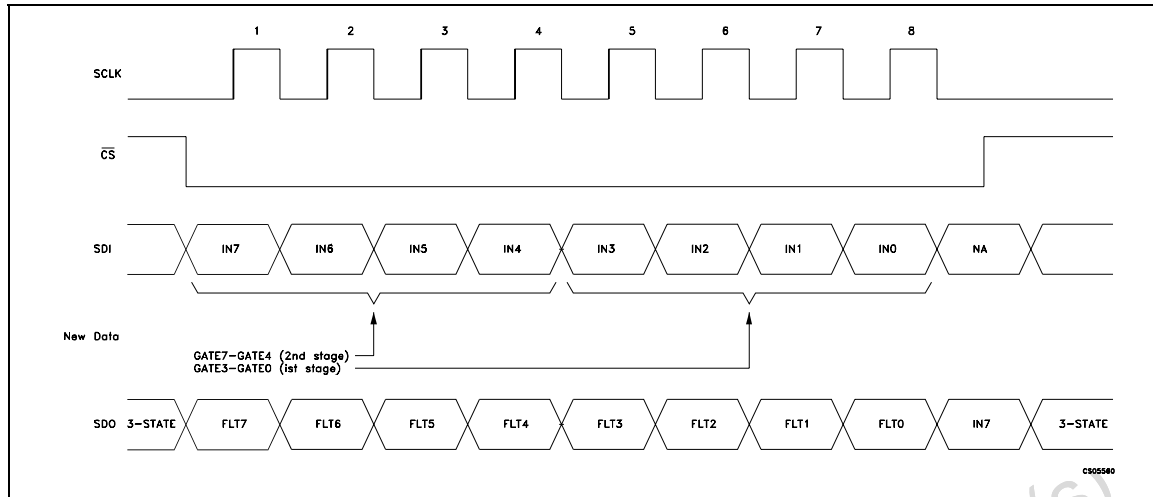 1 2 3 4 5 6 7 8
SCLK
CS
SDI IN7 IN6 IN5 IN4 IN3 IN2 IN1 IN0 NA
New Data
GATE7-GATE4 (2nd stage)
GATE3-GATE0 (ist stage)
SDO 3-STATE FLT7 FLT6 FLT5 FLT4 FLT3 FLT2 FLT1 FLT0 IN7 3-STATE
CS05560